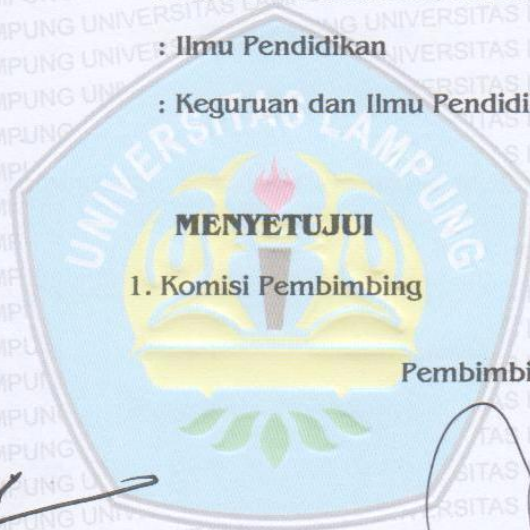 : Ilmu Pendidikan
: Keguruan dan Ilmu Pendidi
UNIVERSITAS LAMPUNG
MENYETUJUI
1. Komisi Pembimbing
Pembimbi